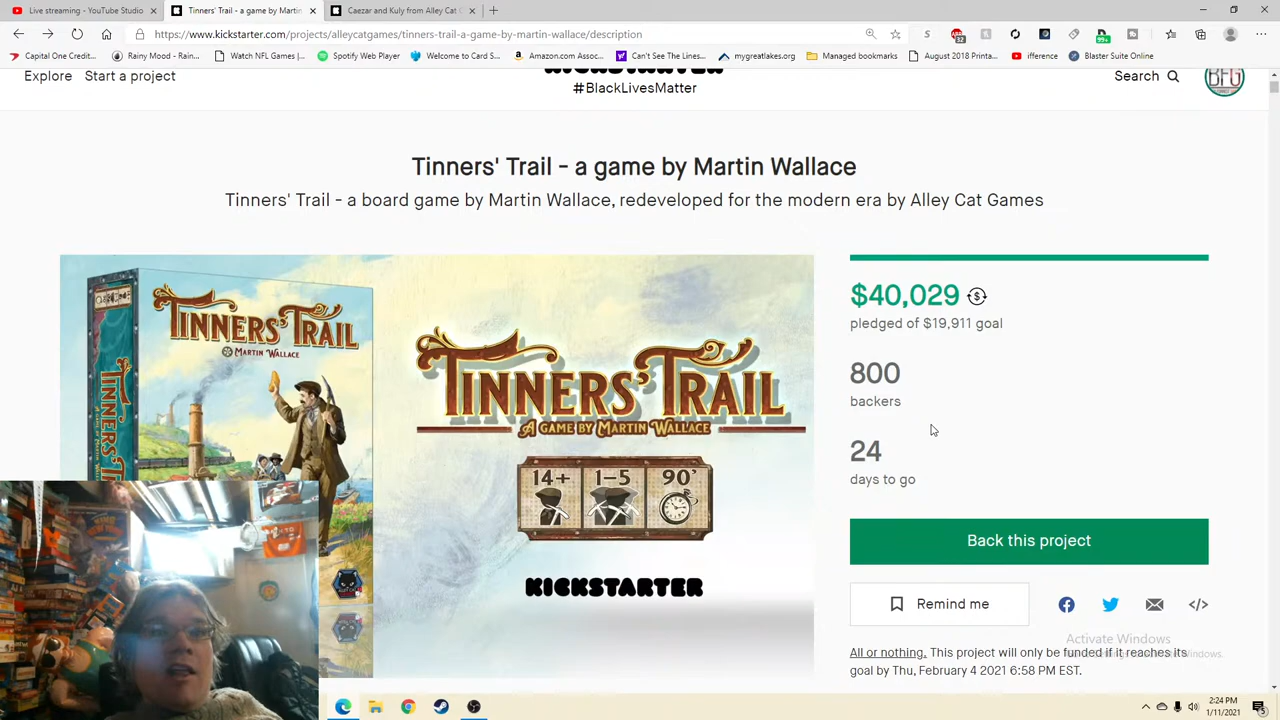 Live streaming - YouTube Studio
Tinners' Trail - a game by Martin
Caezar and Kuly from Alley Cat
https://www.kickstarter.com/projects/alleycatgames/tinners-trail-a-game-by-martin-wallace/description
Capital One Credit...
Rainy Mood - Rain...
Watch NFL Games |...
Spotify Web Player
Welcome to Card S...
Amazon.com Assoc...
Can't See The Lines...
mygreatlakes.org
Managed bookmarks
August 2018 Printa...
ifference
Blaster Suite Online
Explore
Start a project
KICKSTARTER
#BlackLivesMatter
Search
BFG
Tinners' Trail - a game by Martin Wallace
Tinners' Trail - a board game by Martin Wallace, redeveloped for the modern era by Alley Cat Games
TINNERS' TRAIL
MARTIN WALLACE
TINNERS' TRAIL
TINNERS' TRAIL
A GAME BY MARTIN WALLACE
14+
1-5
90'
KICKSTARTER
$40,029
pledged of $19,911 goal
800
backers
24
days to go
Back this project
Remind me
Activate Windows
All or nothing. This project will only be funded if it reaches its
goal by Thu, February 4 2021 6:58 PM EST.
2:24 PM
1/11/2021